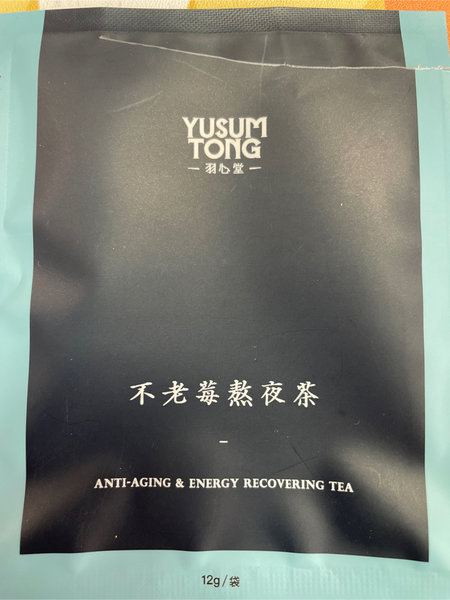 YUSUM
TONG
羽心堂
不老莓熬夜茶
ANTI-AGING & ENERGY RECOVERING TEA
12g/袋